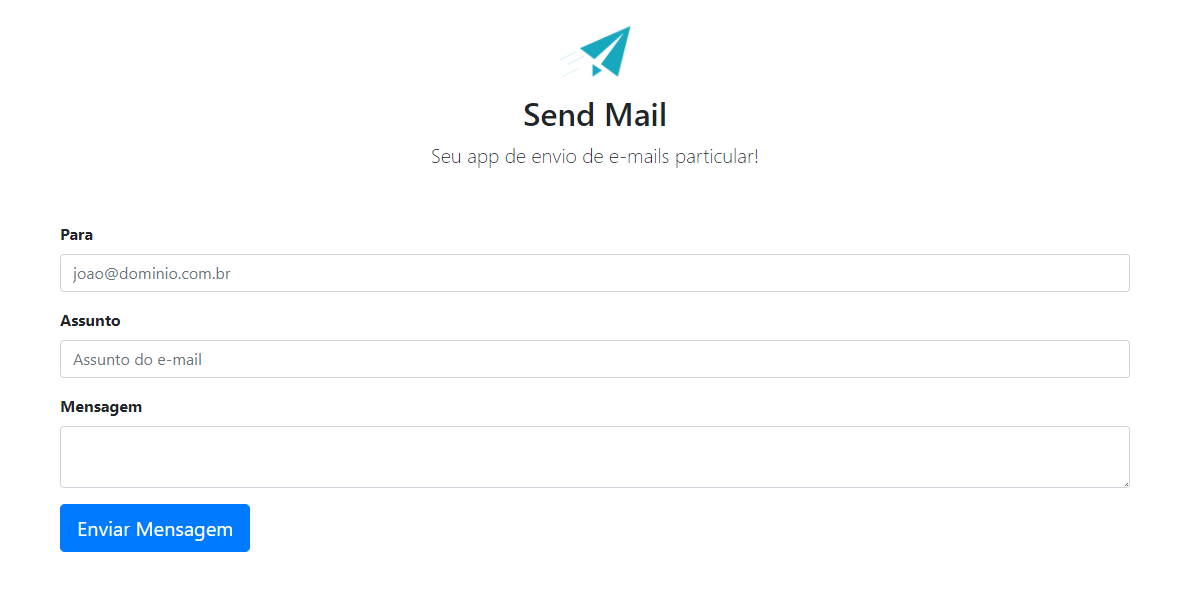 Send Mail
Seu app de envio de e-mails particular!
Para
joao@dominio.com.br
Assunto
Assunto do e-mail
Mensagem
Enviar Mensagem